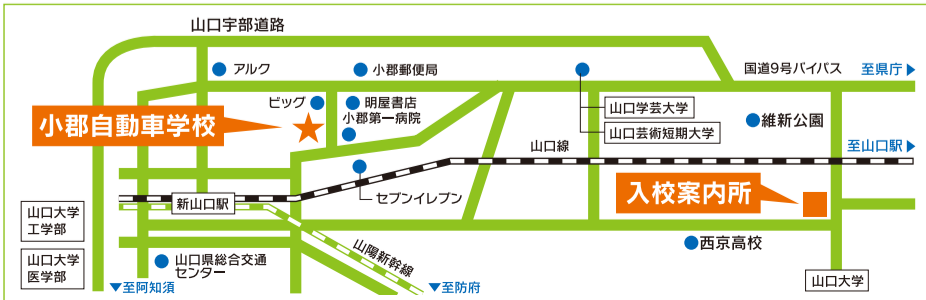 山口宇部道路
アルク
小郡郵便局
国道9号バイパス
至県庁▶
ビッグ
明屋書店
小郡第一病院
山口学芸大学
山口芸術短期大学
維新公園
小郡自動車学校
山口線
至山口駅▶
セブンイレブン
入校案内所
新山口駅
山口大学
工学部
山陽新幹線
西京高校
山口大学
医学部
山口県総合交通
センター
山口大学
▼至阿知須
▼至防府